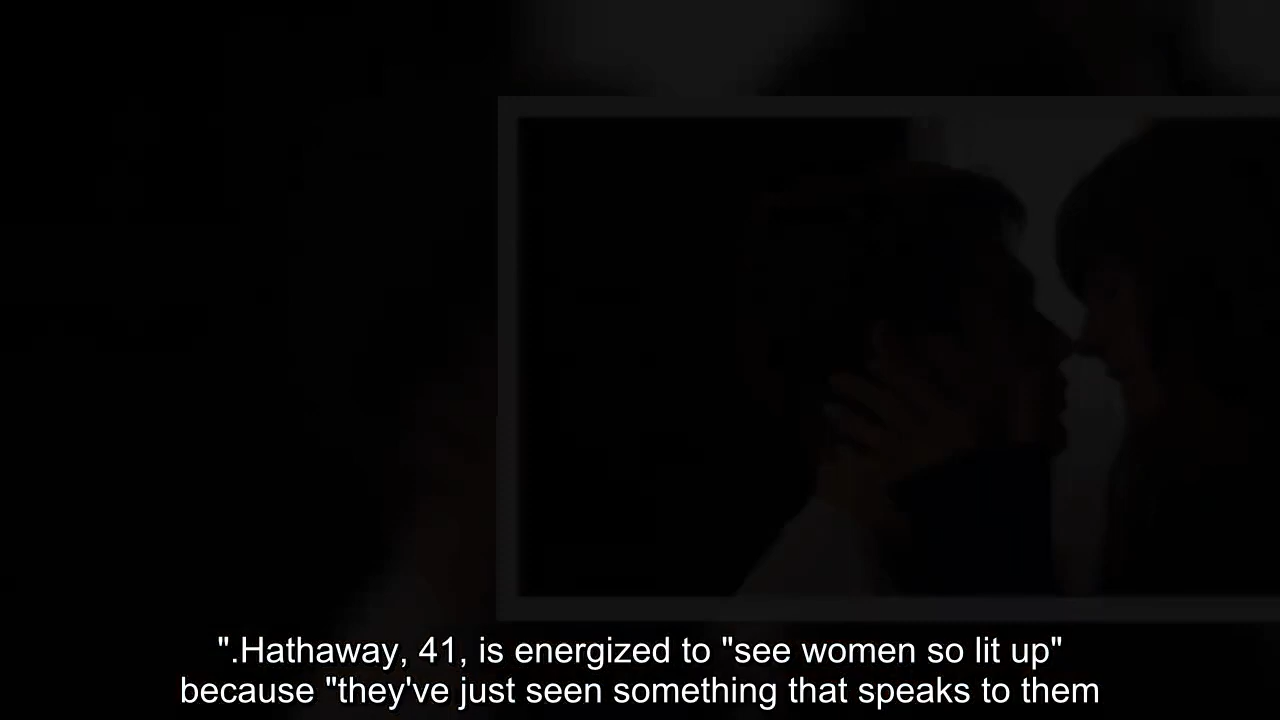 ".Hathaway, 41, is energized to "see women so lit up"
because "they've just seen something that speaks to them